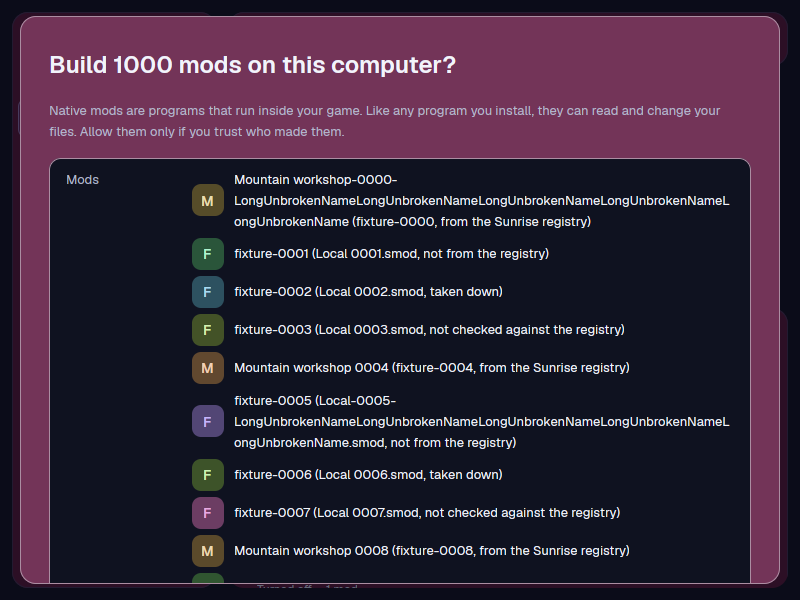 Build 1000 mods on this computer?
Native mods are programs that run inside your game. Like any program you install, they can read and change your
files. Allow them only if you trust who made them.
Mods
M
Mountain workshop-0000-
LongUnbrokenNameLongUnbrokenNameLongUnbrokenNameLongUnbrokenNameL
ongUnbrokenName (fixture-0000, from the Sunrise registry)
F
fixture-0001 (Local 0001.smod, not from the registry)
F
fixture-0002 (Local 0002.smod, taken down)
F
fixture-0003 (Local 0003.smod, not checked against the registry)
M
Mountain workshop 0004 (fixture-0004, from the Sunrise registry)
F
fixture-0005 (Local-0005-
LongUnbrokenNameLongUnbrokenNameLongUnbrokenNameLongUnbrokenNameL
ongUnbrokenName.smod, not from the registry)
F
fixture-0006 (Local 0006.smod, taken down)
F
fixture-0007 (Local 0007.smod, not checked against the registry)
M
Mountain workshop 0008 (fixture-0008, from the Sunrise registry)